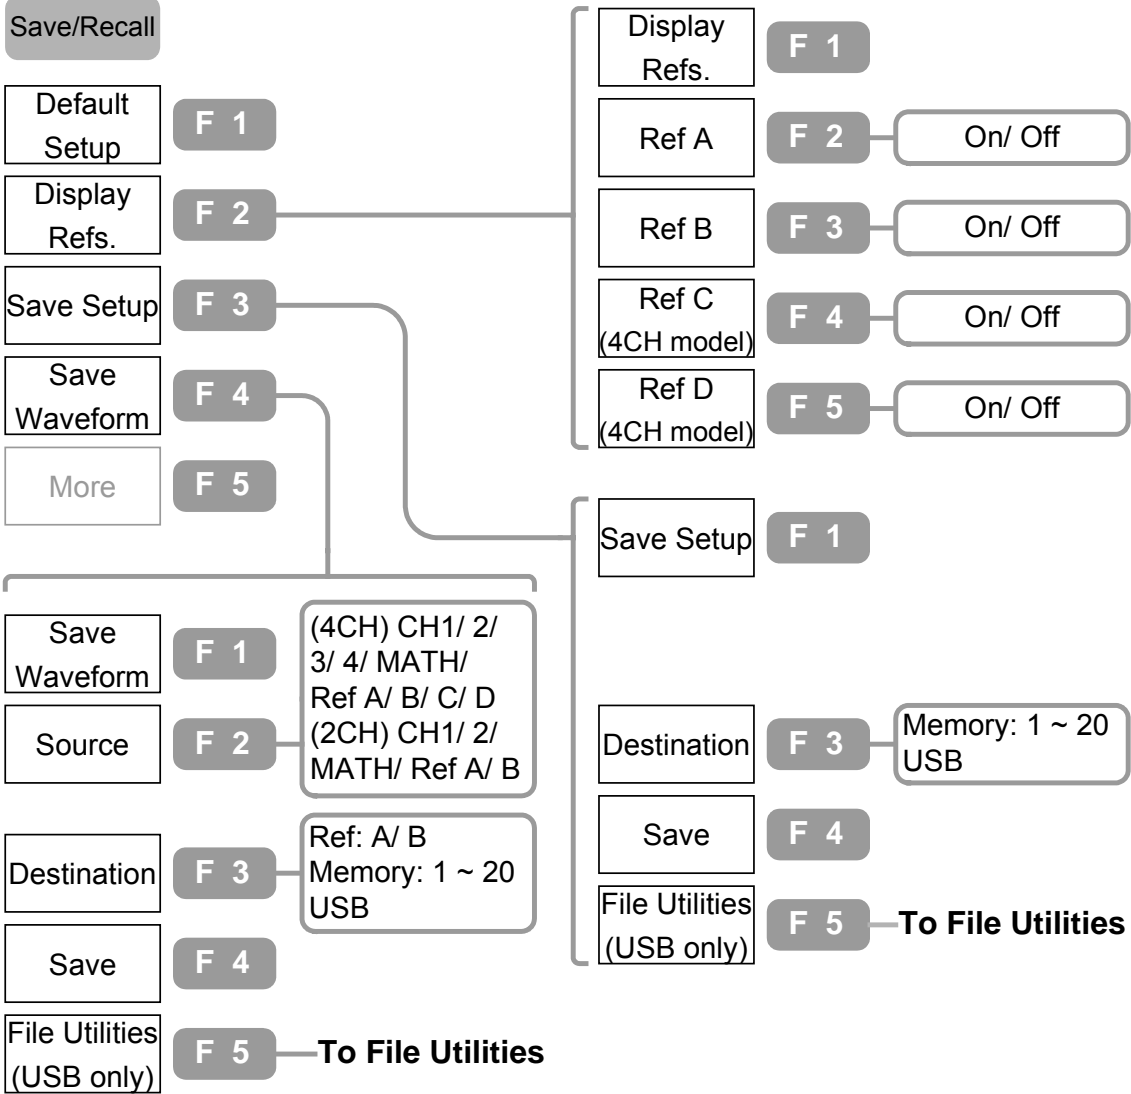 Save/Recall
Default
Setup
F 1
Display
Refs.
F 2
Save Setup
F 3
Save
Waveform
F 4
More
F 5
Display
Refs.
F 1
Ref A
F 2
On/ Off
Ref B
F 3
On/ Off
Ref C
(4CH model)
F 4
On/ Off
Ref D
(4CH model)
F 5
On/ Off
Save
Waveform
F 1
Source
F 2
(4CH) CH1/ 2/
3/ 4/ MATH/
Ref A/ B/ C/ D
(2CH) CH1/ 2/
MATH/ Ref A/ B
Destination
F 3
Ref: A/ B
Memory: 1 ~ 20
USB
Save
F 4
File Utilities
(USB only)
F 5
To File Utilities
Save Setup
F 1
Destination
F 3
Memory: 1 ~ 20
USB
Save
F 4
File Utilities
(USB only)
F 5
To File Utilities